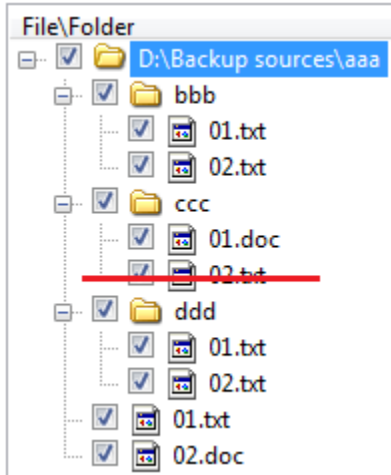 File\Folder
D:\Backup sources\aaa
bbb
01.txt
02.txt
ccc
01.doc
02.txt
ddd
01.txt
02.txt
01.txt
02.doc